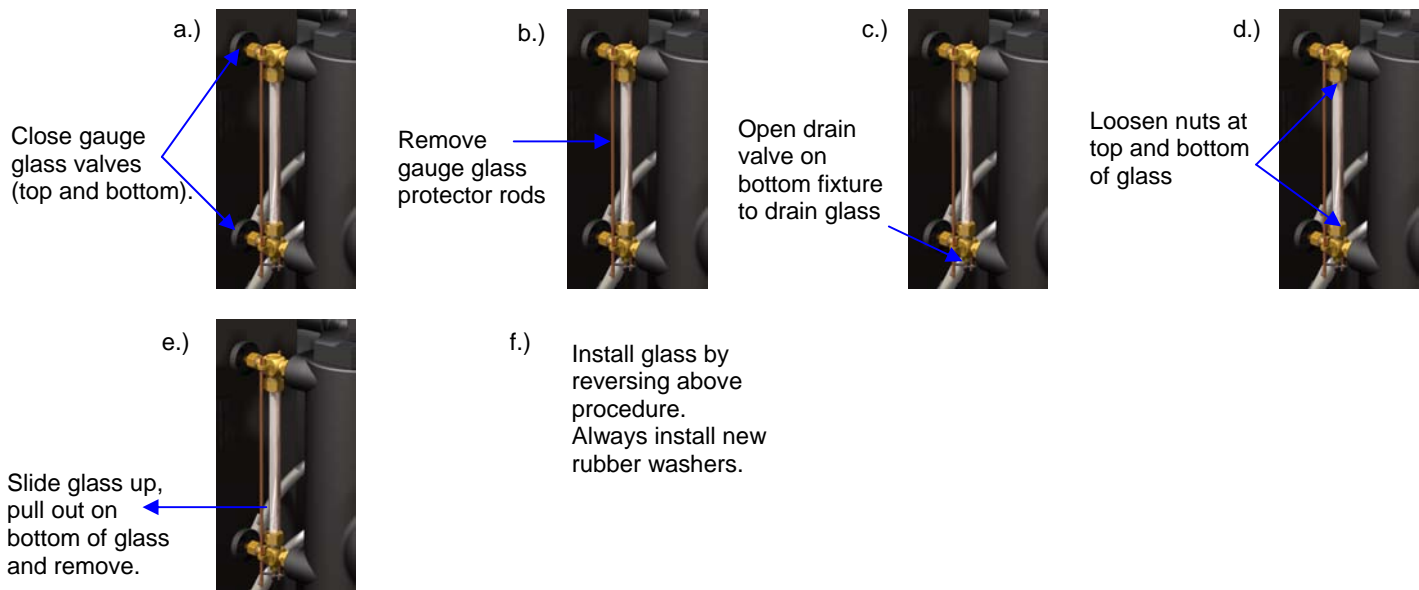 a.)
Close gauge
glass valves
(top and bottom).
b.)
Remove
gauge glass
protector rods
c.)
Open drain
valve on
bottom fixture
to drain glass
d.)
Loosen nuts at
top and bottom
of glass
e.)
Slide glass up,
pull out on
bottom of glass
and remove.
f.)
Install glass by
reversing above
procedure.
Always install new
rubber washers.